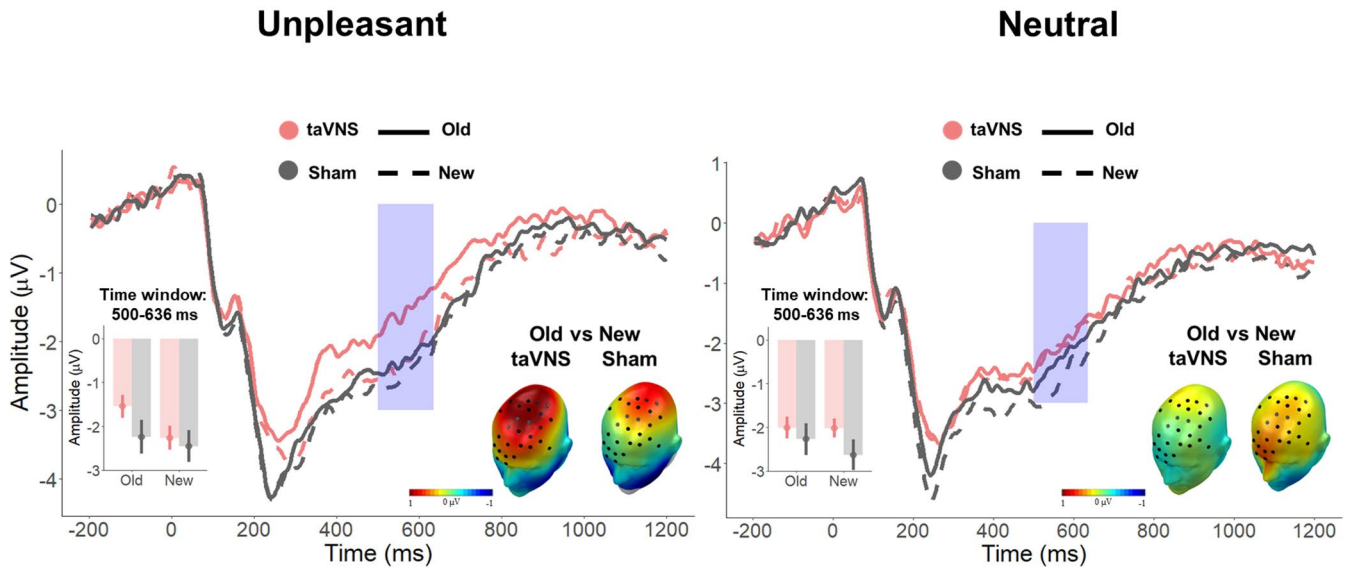 Unpleasant
Neutral
taVNS Old
Sham New
0
-1
-2
-3
-4
Amplitude (μV)
Time window:
500-636 ms
0
-1
-2
-3
Amplitude (μV)
Old New
Old vs New
taVNS Sham
1 0 μV -1
-200 0 200 400 600 800 1000 1200
Time (ms)
taVNS Old
Sham New
1
0
-1
-2
-3
-4
Time window:
500-636 ms
0
-1
-2
-3
Amplitude (μV)
Old New
Old vs New
taVNS Sham
1 0 μV -1
-200 0 200 400 600 800 1000 1200
Time (ms)